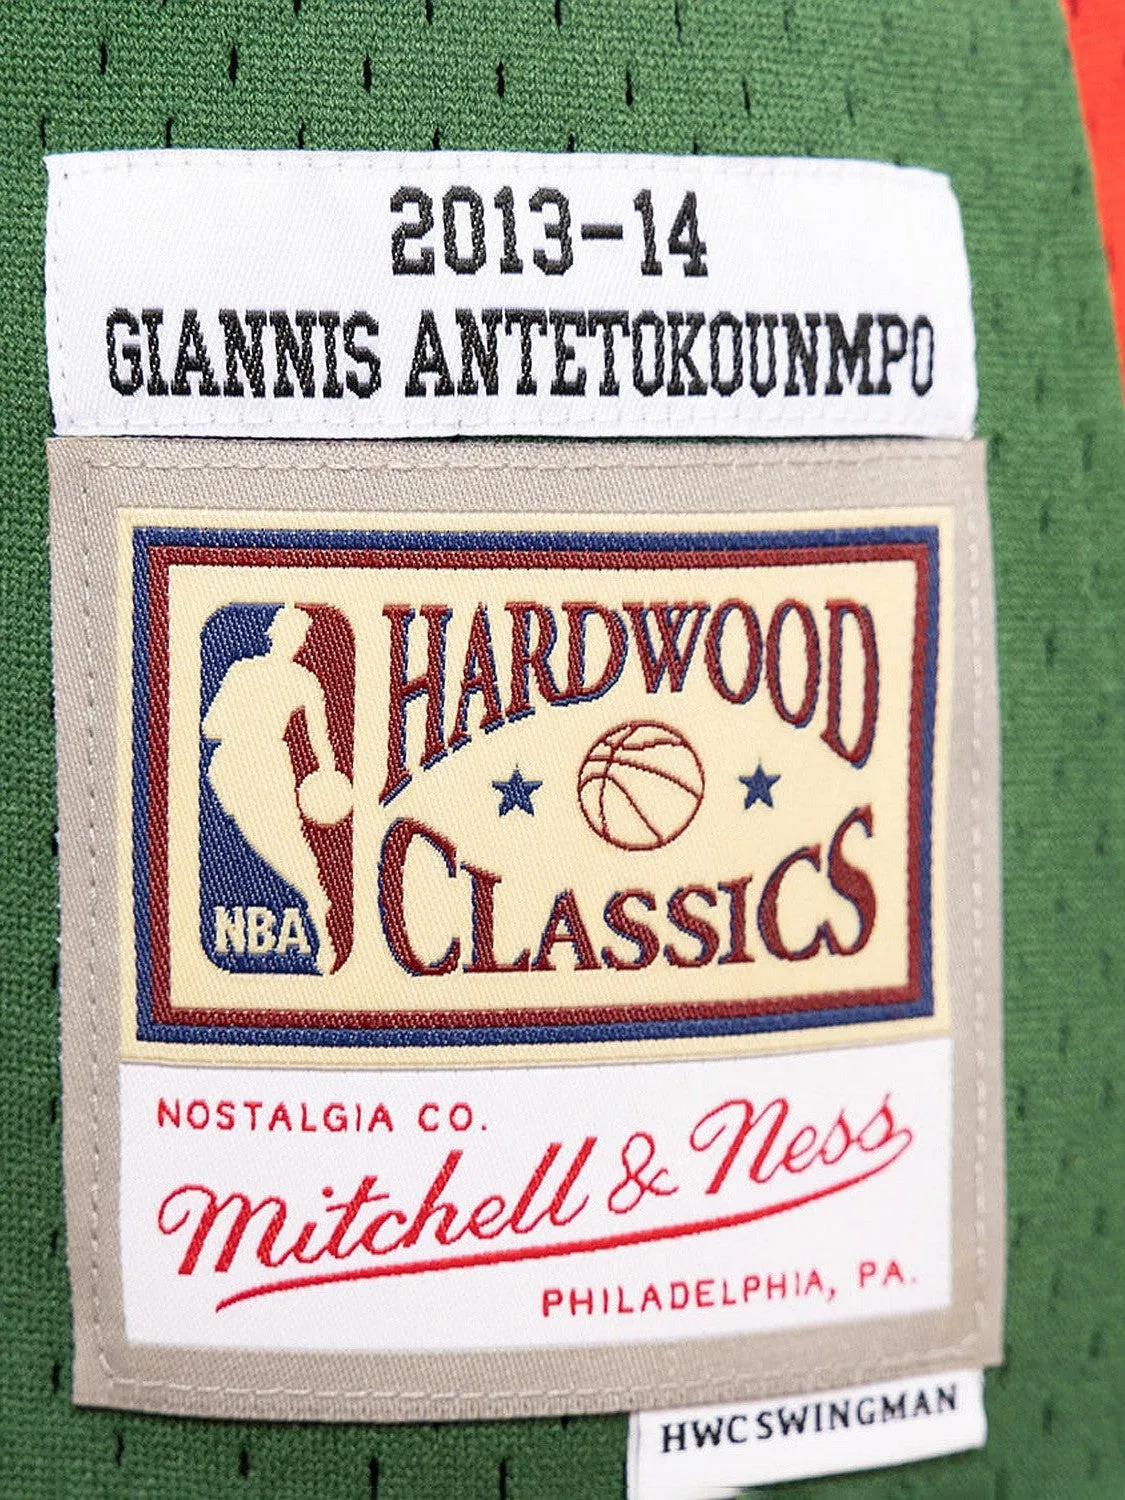 2013-14
GIANNIS ANTETOKOUNMPO
HARDWOOD
CLASSICS
NBA
NOSTALGIA CO.
Mitchell & Ness
PHILADELPHIA, PA.
HWC SWINGMAN